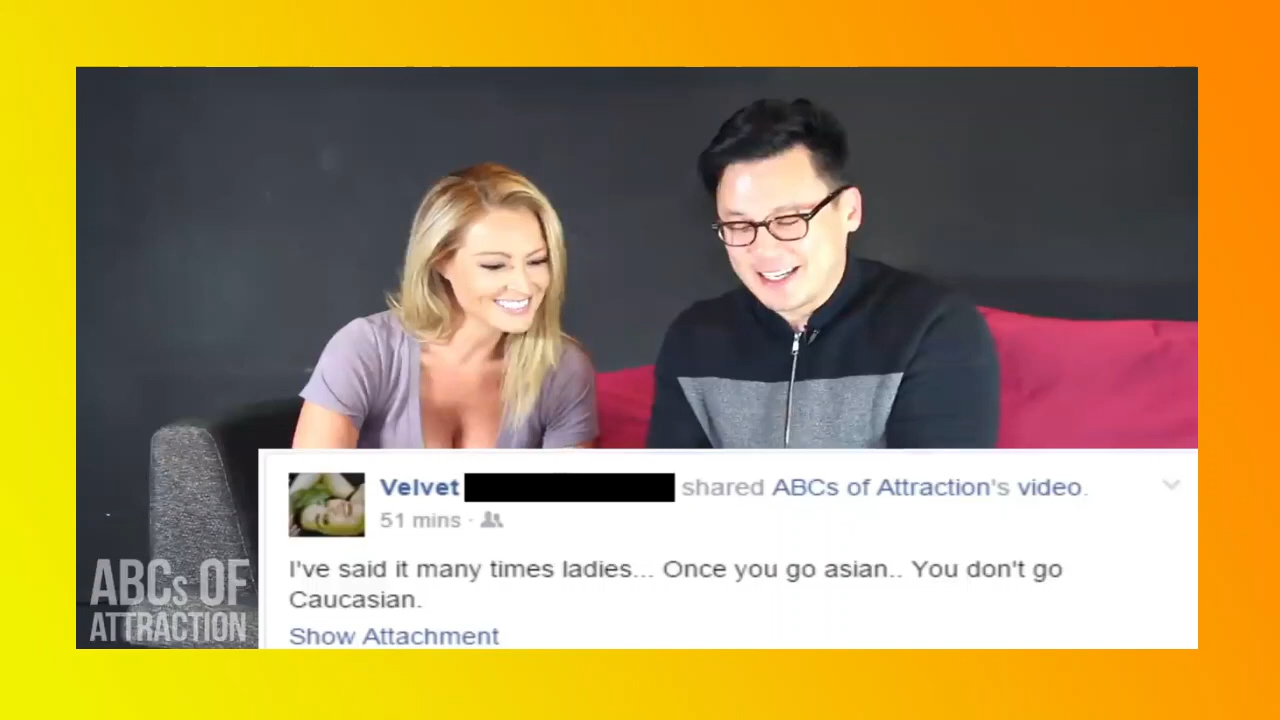 Velvet shared ABCs of Attraction's video.
51 mins ·
I've said it many times ladies... Once you go asian.. You don't go
Caucasian.
Show Attachment
ABCs OF
ATTRACTION